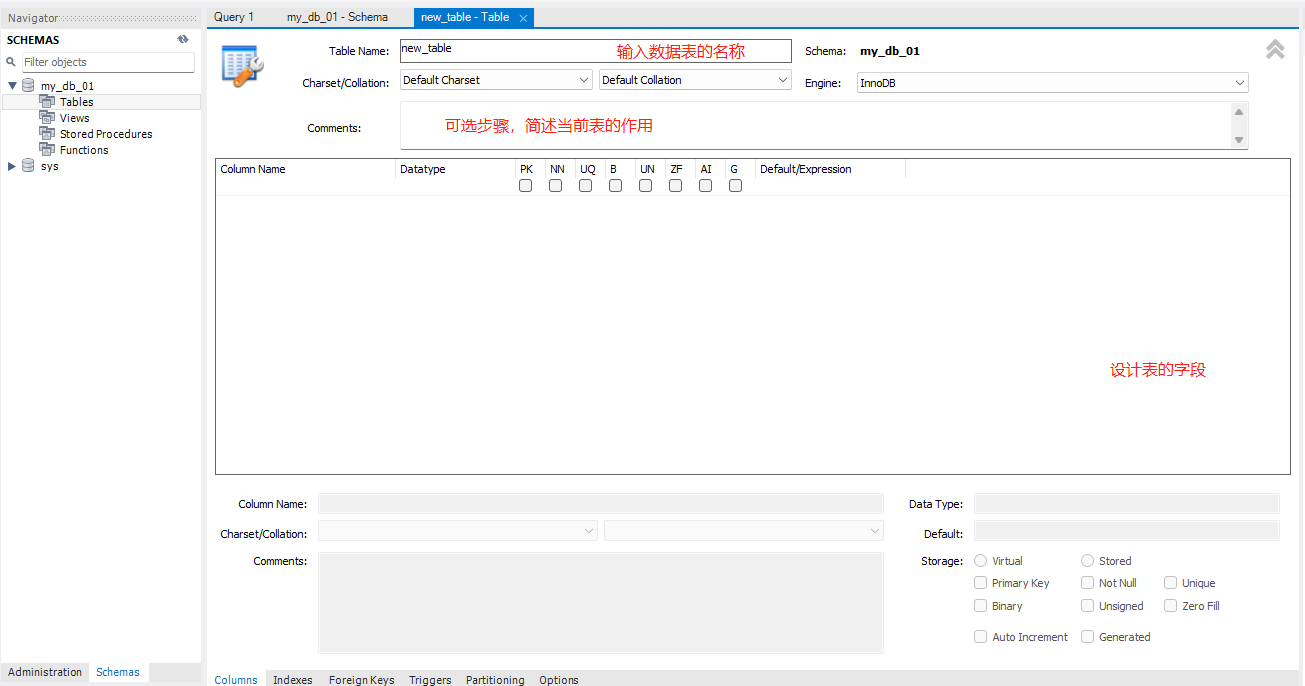 Navigator
Query 1
my_db_01 - Schema
new_table - Table
SCHEMAS
Filter objects
my_db_01
Tables
Views
Stored Procedures
Functions
sys
Table Name:
new_table
输入数据表的名称
Schema:
my_db_01
Charset/Collation:
Default Charset
Default Collation
Engine:
InnoDB
Comments:
可选步骤，简述当前表的作用
Column Name
Datatype
PK
NN
UQ
B
UN
ZF
AI
G
Default/Expression
设计表的字段
Column Name:
Data Type:
Charset/Collation:
Default:
Comments:
Storage:
Virtual
Stored
Primary Key
Not Null
Unique
Binary
Unsigned
Zero Fill
Auto Increment
Generated
Administration
Schemas
Columns
Indexes
Foreign Keys
Triggers
Partitioning
Options